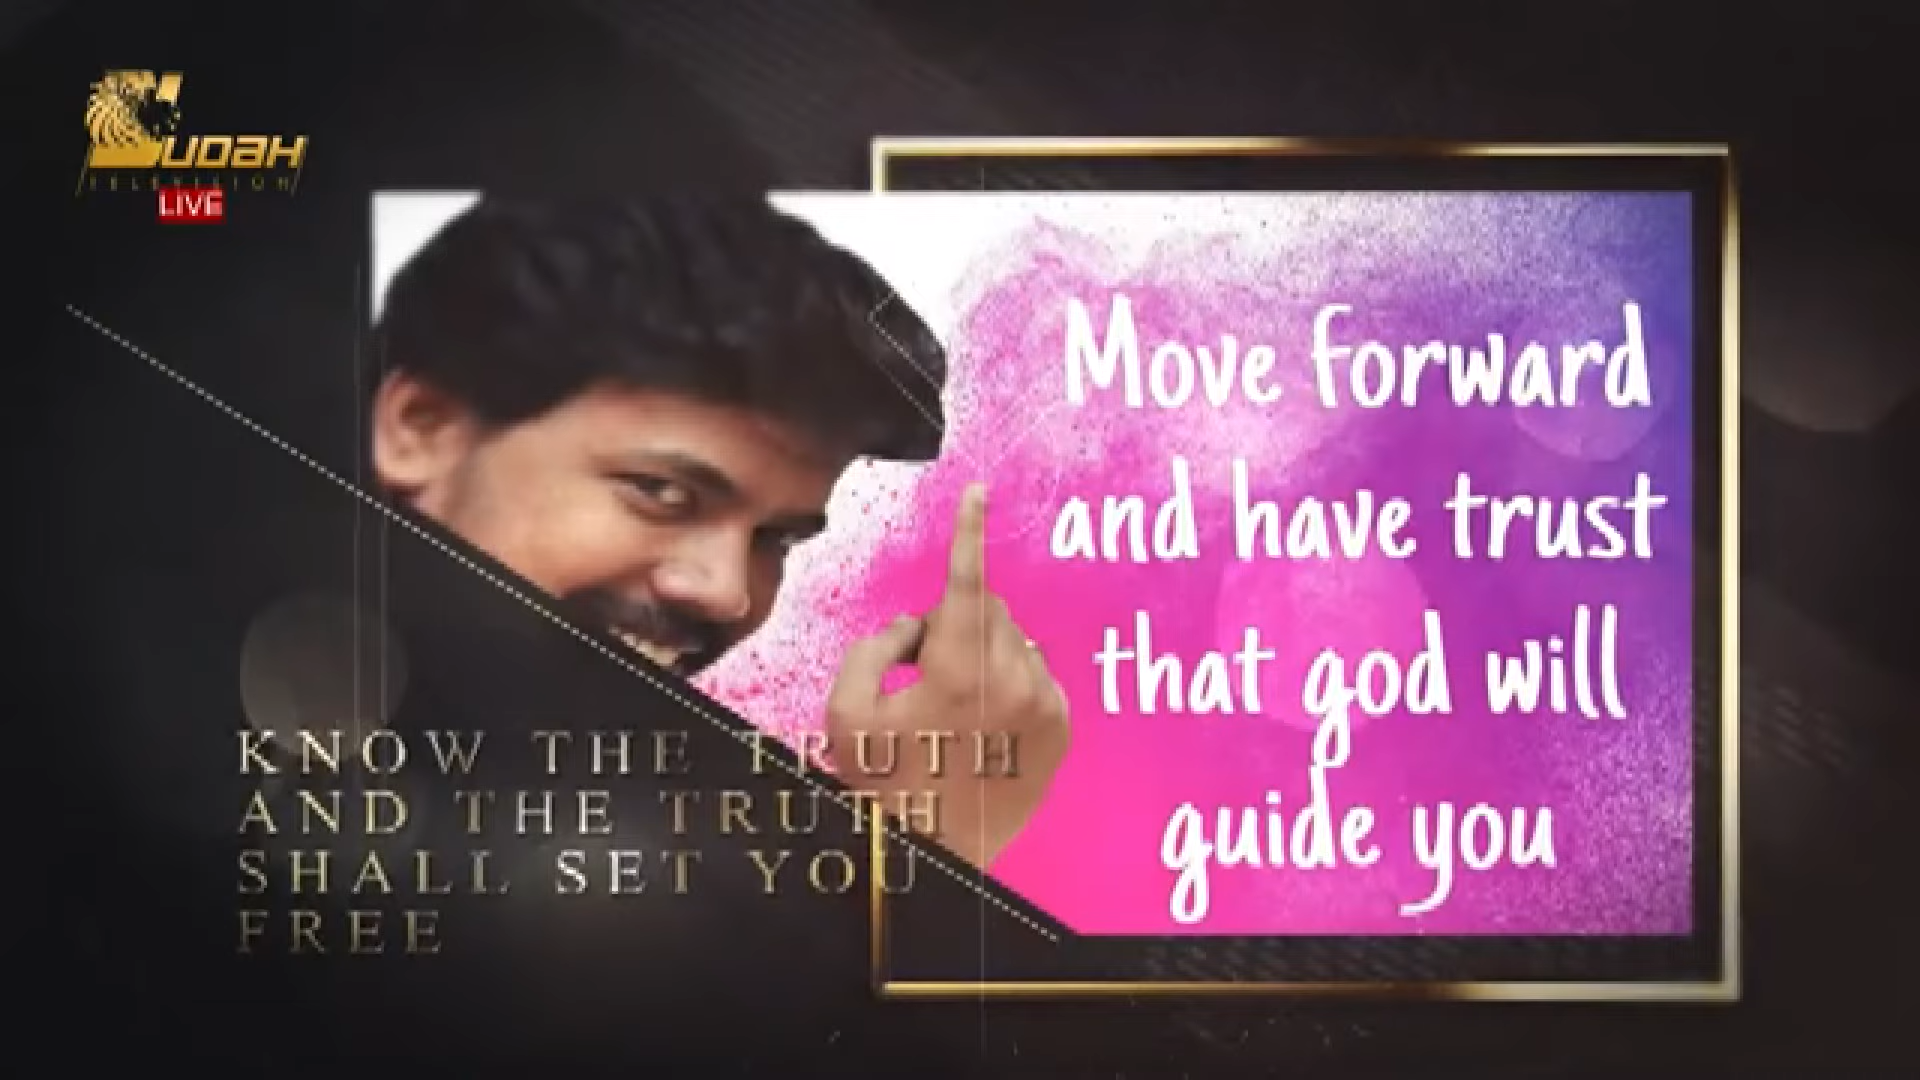 JUDAH
TELEVISION
LIVE
Move forward
and have trust
that god will
guide you
KNOW THE TRUTH
AND THE TRUTH
SHALL SET YOU
FREE